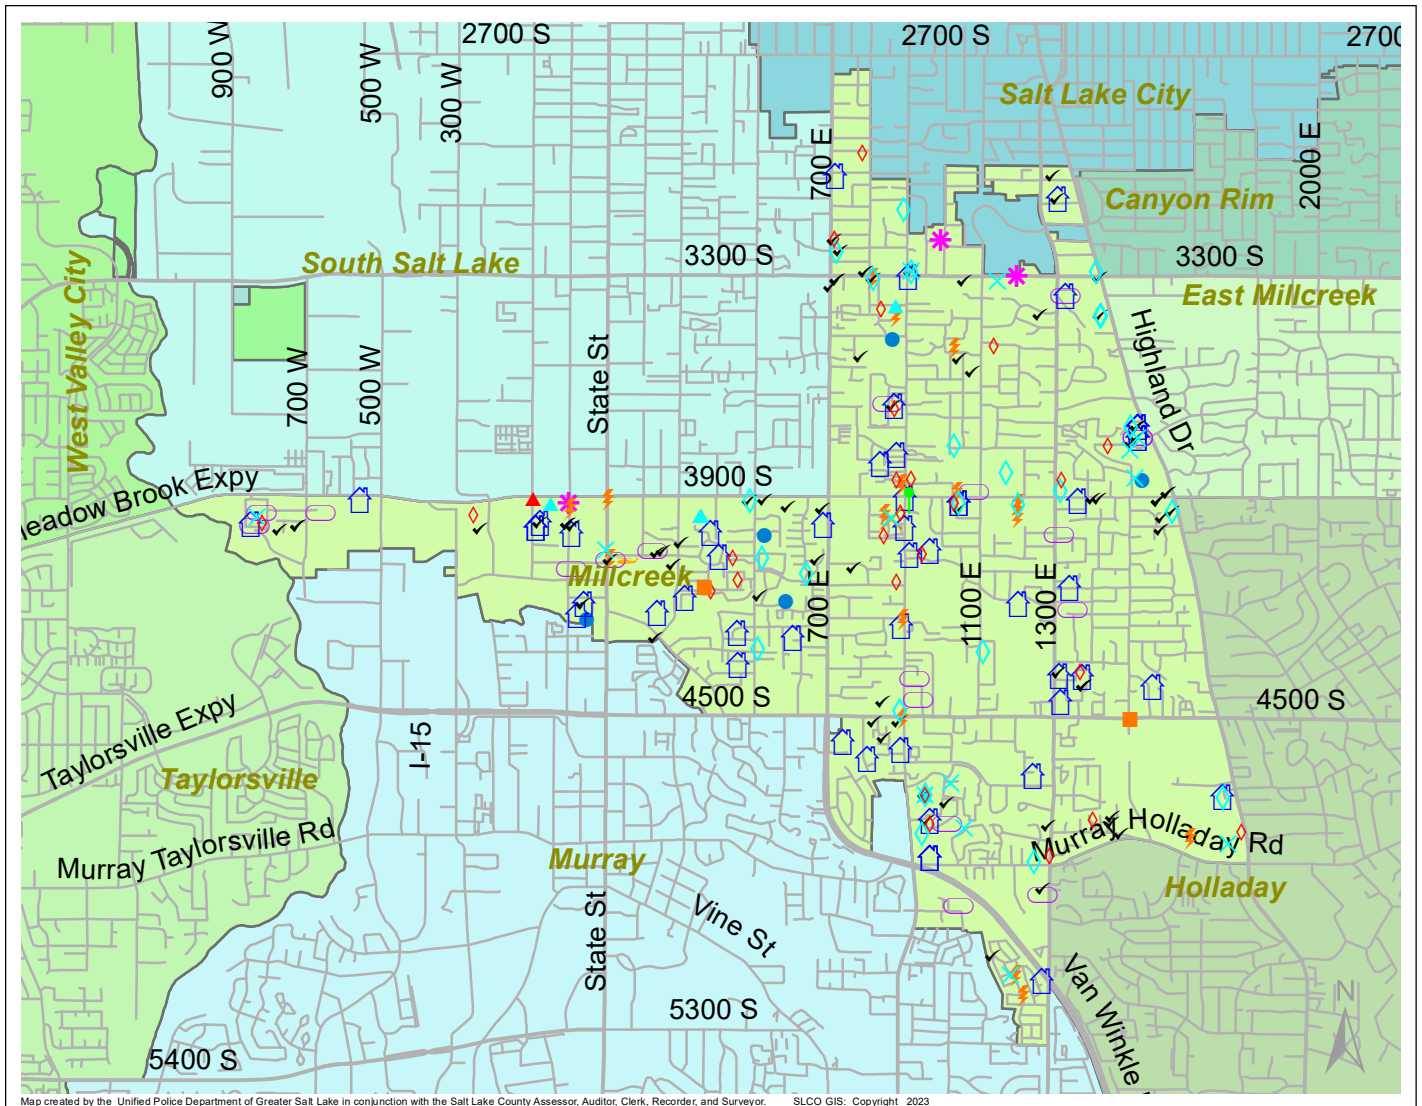 2700 S
2700 S
2700
900 W
500 W
300 W
Salt Lake City
700 E
2000 E
Canyon Rim
South Salt Lake
3300 S
3300 S
East Millcreek
West Valley City
Highland Dr
700 W
500 W
State St
3900 S
eadow Brook Expy
Millcreek
700 E
1100 E
1300 E
4500 S
4500 S
Taylorsville Expy
I-15
Taylorsville
Murray Taylorsville Rd
Murray Holladay Rd
Murray
Holladay
State St
Vine St
Van Winkle
5300 S
N
5400 S
Map created by the Unified Police Department of Greater Salt Lake in conjunction with the Salt Lake County Assessor, Auditor, Clerk, Recorder, and Surveyor. SLCO GIS: Copyright 2023